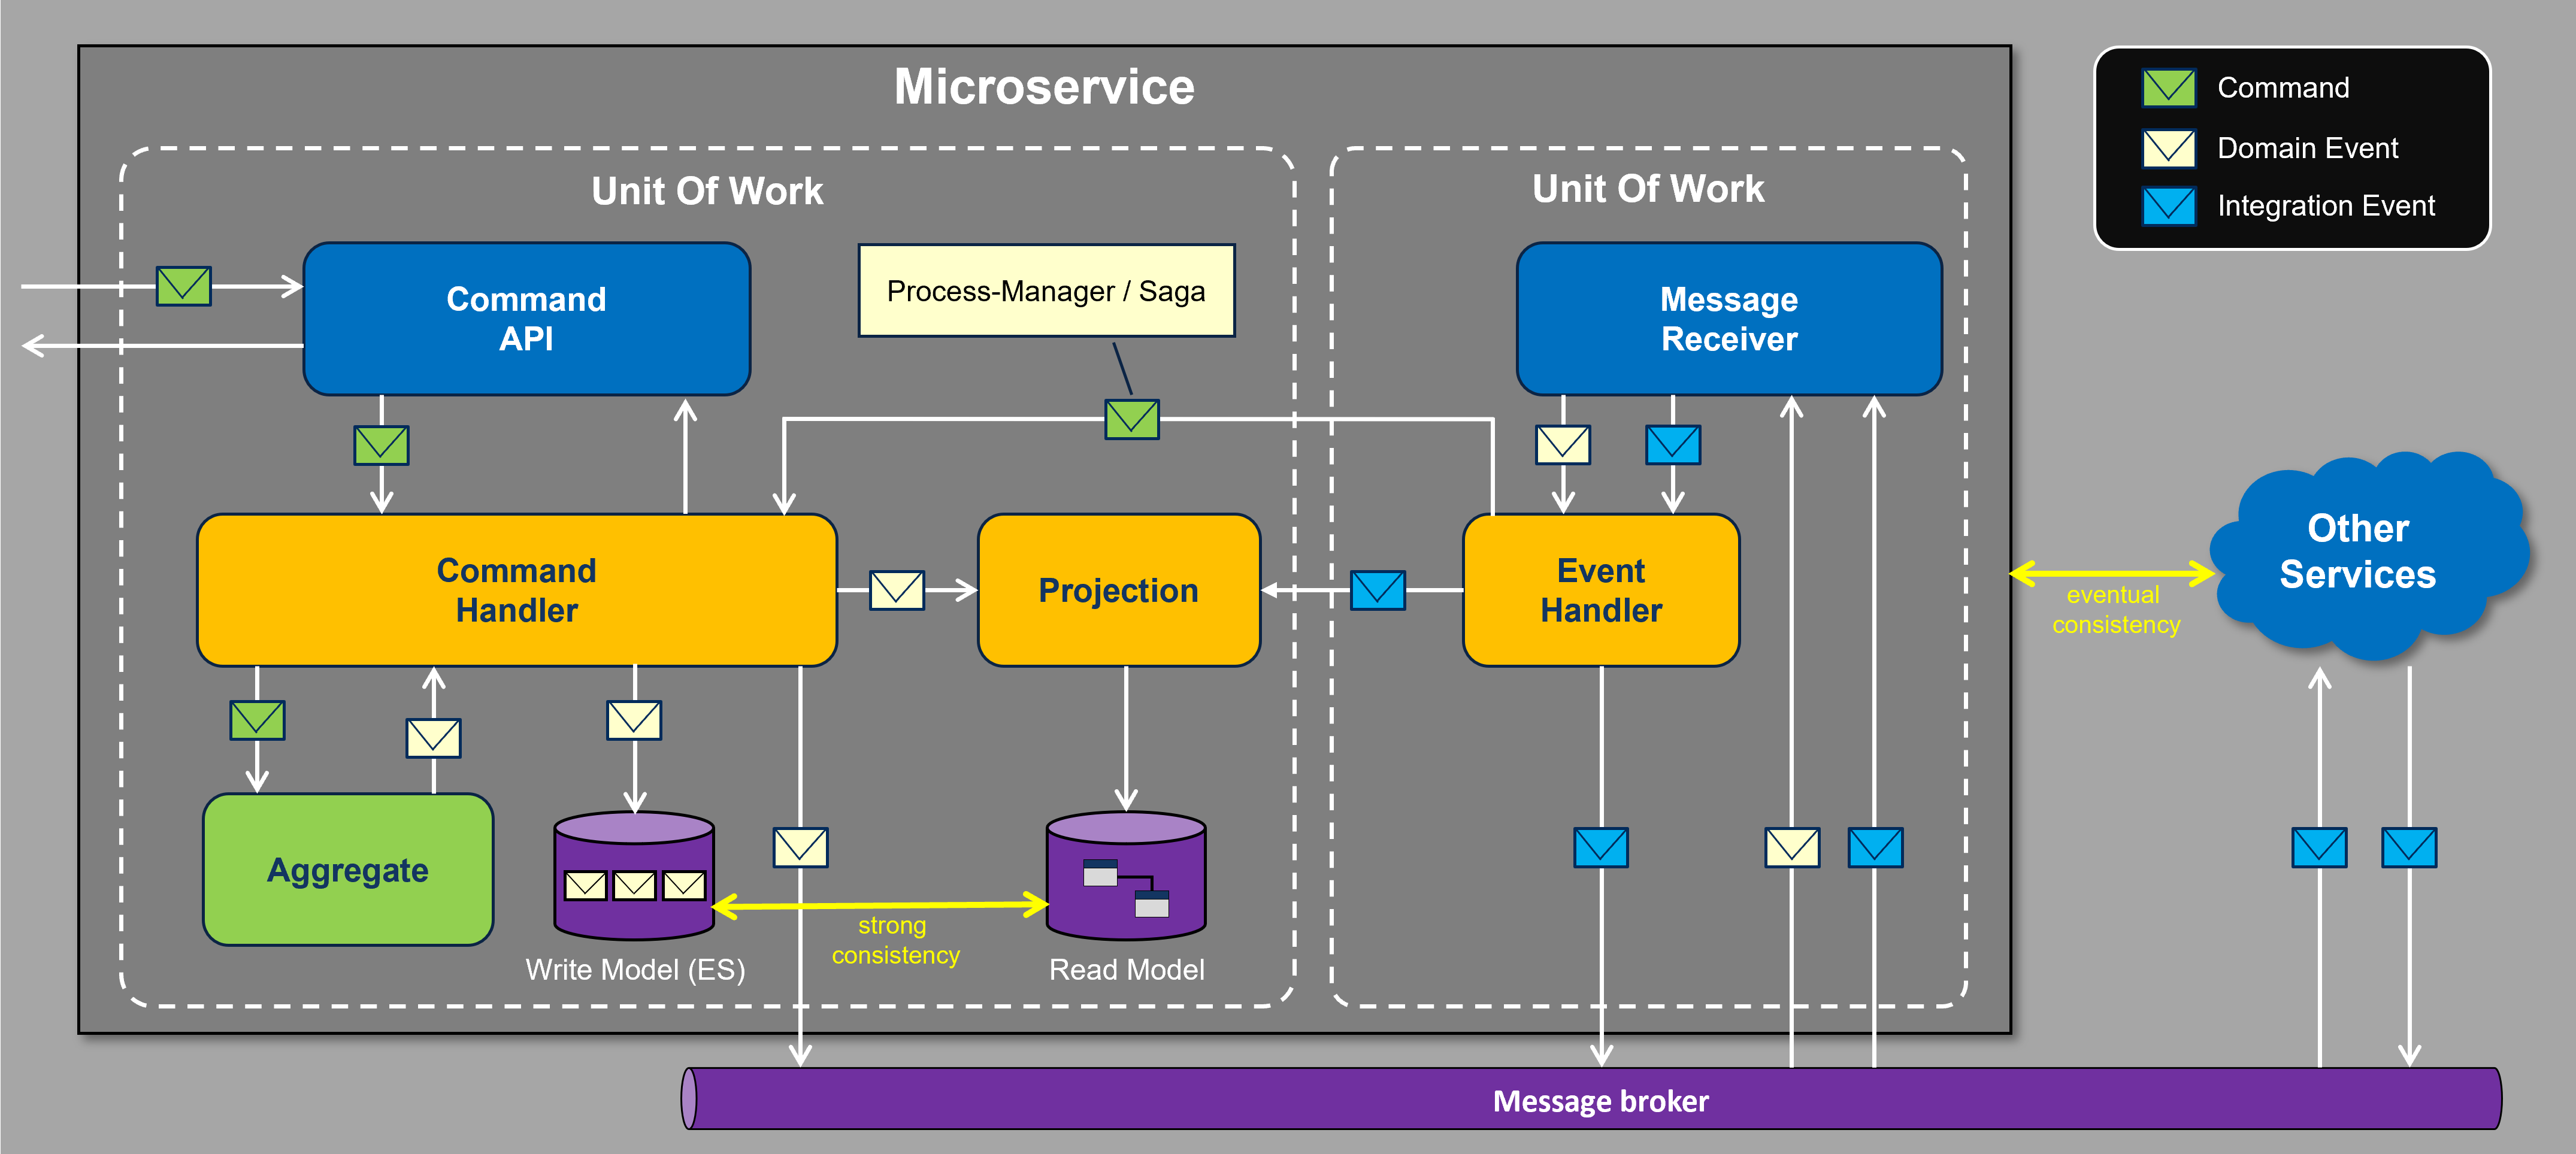 Microservice
Command
Domain Event
Integration Event
Unit Of Work
Unit Of Work
Command
API
Process-Manager / Saga
Message
Receiver
Command
Handler
Projection
Event
Handler
Other
Services
eventual
consistency
Aggregate
strong
consistency
Write Model (ES)
Read Model
Message broker